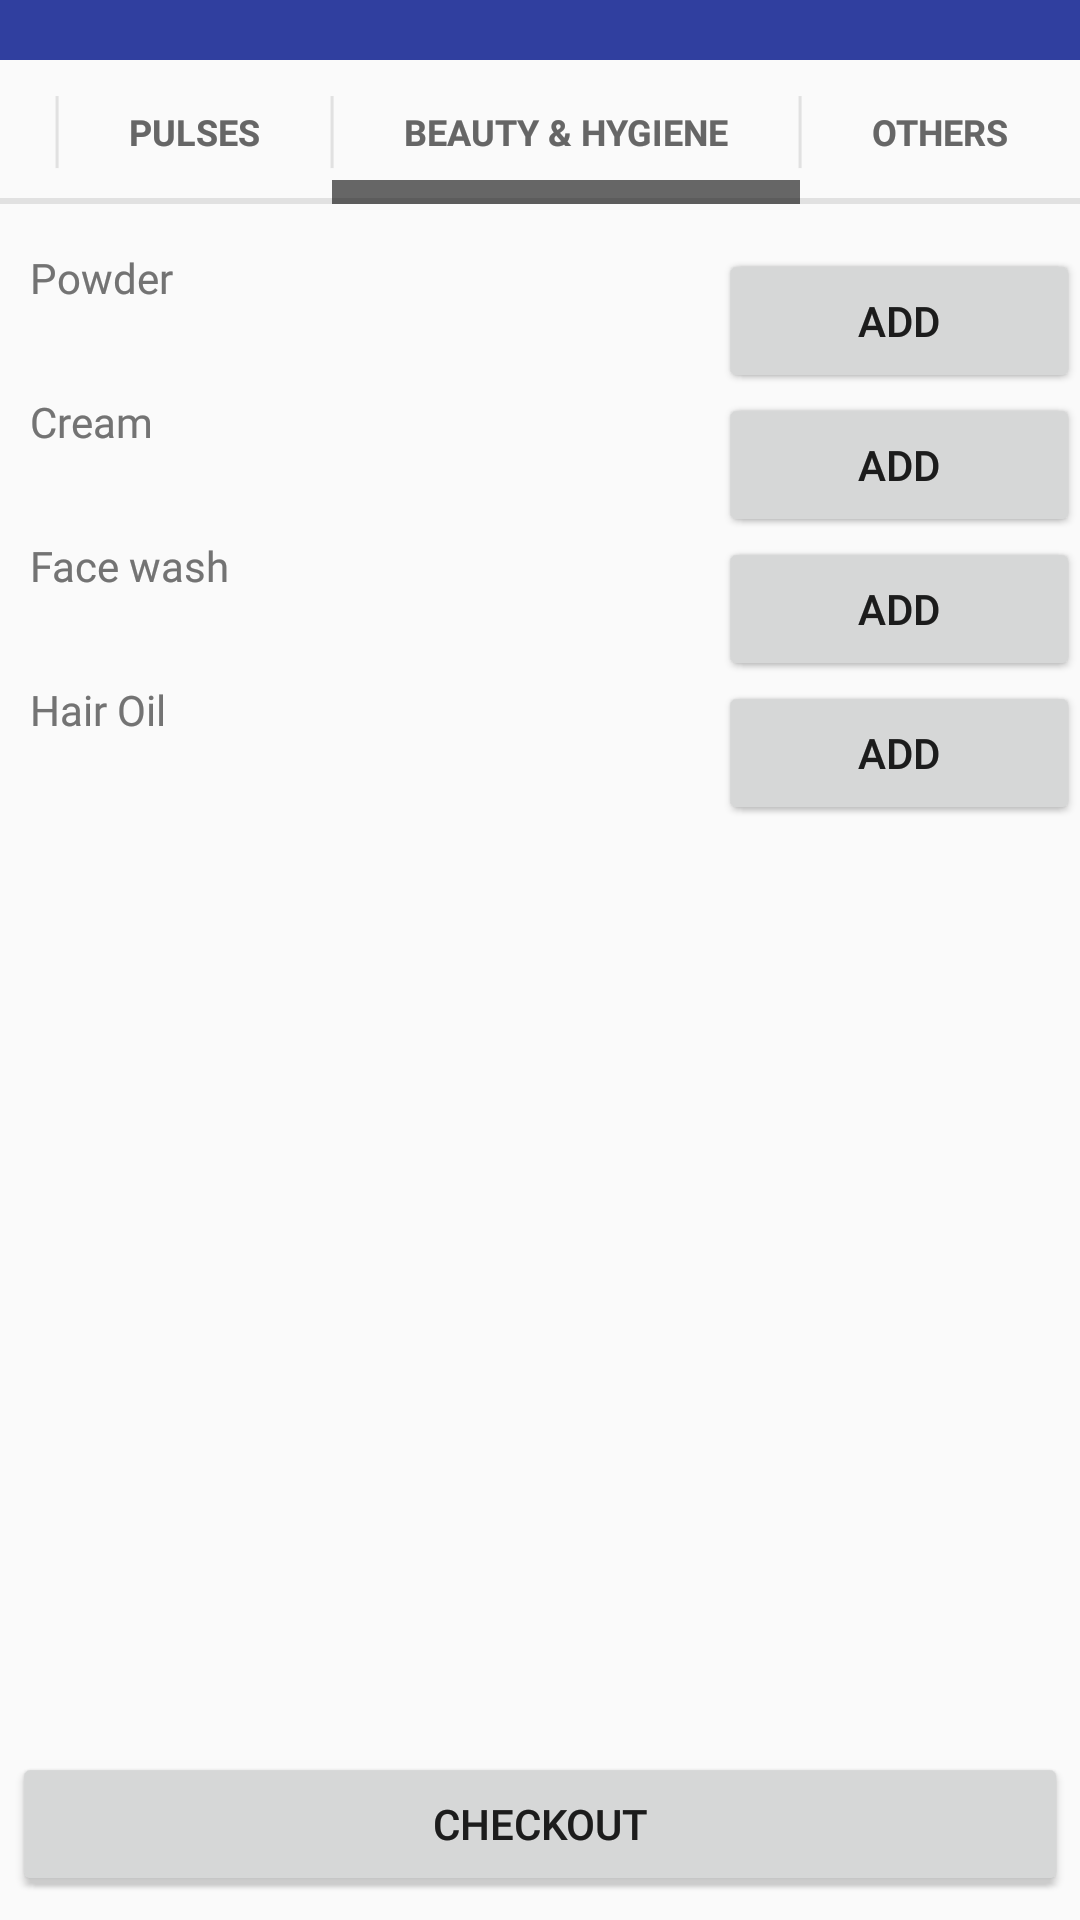 PULSES BEAUTY & HYGIENE OTHERS
Powder ADD
Cream ADD
Face wash ADD
Hair Oil ADD
CHECKOUT